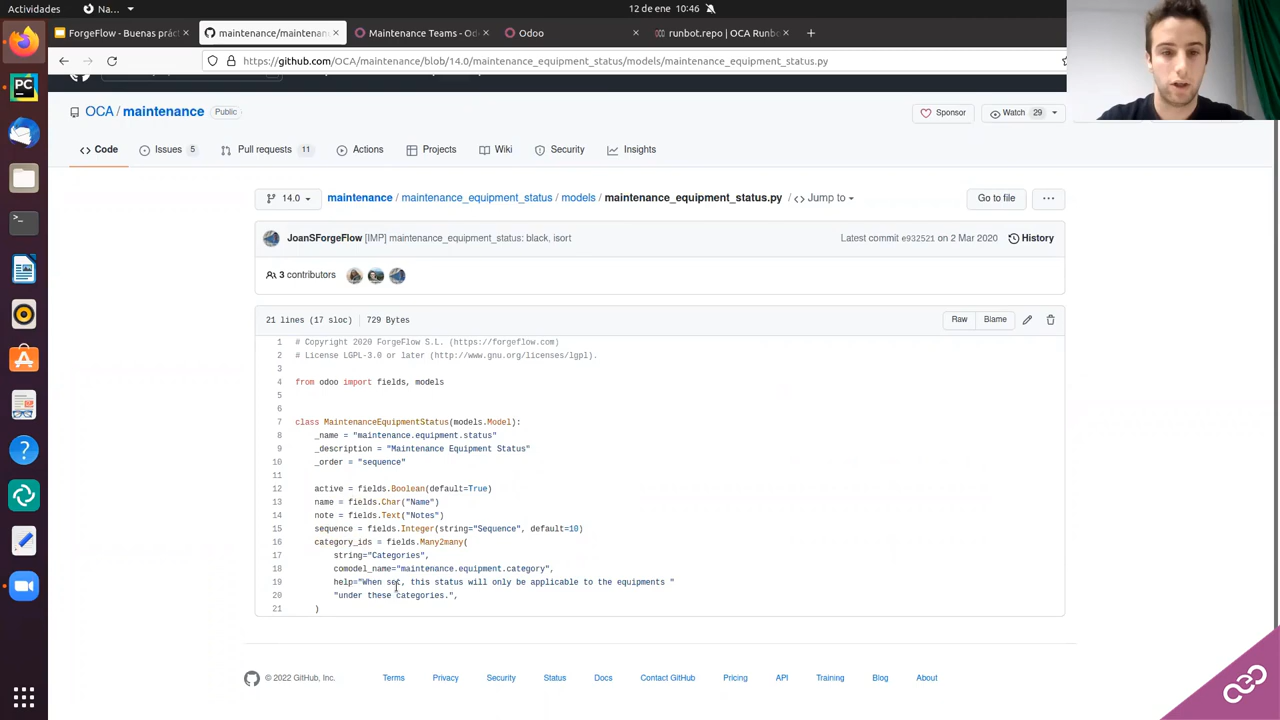 Actividades
Na...
12 de ene 10:46
ForgeFlow - Buenas prác
maintenance/maintenanc
Maintenance Teams - Od
Odoo
runbot.repo | OCA Runbo
https://github.com/OCA/maintenance/blob/14.0/maintenance_equipment_status/models/maintenance_equipment_status.py
OCA / maintenance
Public
Sponsor
Watch 29
Code
Issues 5
Pull requests 11
Actions
Projects
Wiki
Security
Insights
14.0
maintenance / maintenance_equipment_status / models / maintenance_equipment_status.py / <> Jump to
Go to file
JoanSForgeFlow [IMP] maintenance_equipment_status: black, isort
Latest commit e932521 on 2 Mar 2020
History
3 contributors
21 lines (17 sloc) | 729 Bytes
Raw
Blame
1 # Copyright 2020 ForgeFlow S.L. (https://forgeflow.com)
2 # License LGPL-3.0 or later (http://www.gnu.org/licenses/lgpl).
3
4 from odoo import fields, models
5
6
7 class MaintenanceEquipmentStatus(models.Model):
8 _name = "maintenance.equipment.status"
9 _description = "Maintenance Equipment Status"
10 _order = "sequence"
11
12 active = fields.Boolean(default=True)
13 name = fields.Char("Name")
14 note = fields.Text("Notes")
15 sequence = fields.Integer(string="Sequence", default=10)
16 category_ids = fields.Many2many(
17 string="Categories",
18 comodel_name="maintenance.equipment.category",
19 help="When set, this status will only be applicable to the equipments "
20 "under these categories.",
21 )
© 2022 GitHub, Inc.
Terms
Privacy
Security
Status
Docs
Contact GitHub
Pricing
API
Training
Blog
About